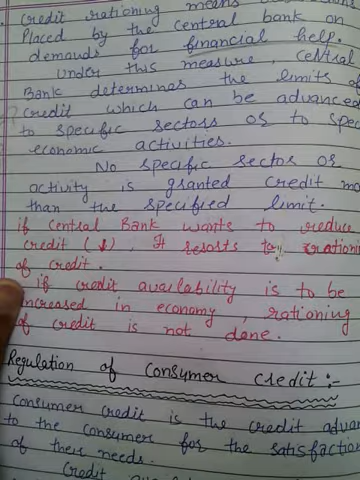 credit rationing means
Placed by the central bank on
demands for financial help.
Under this measure, central
Bank determines the limits of
credit which can be advanced
to specific sectors or to spec
economic activities.
No specific sector or
activity is granted credit mo
than the specified limit.
if Central Bank wants to reduce
credit (↓), It resorts to rationin
of credit.
if credit availability is to be
increased in economy, rationing
of credit is not done.
Regulation of Consumer Credit :-
Consumer credit is the credit advan
to the consumer for the satisfaction
of their needs.
Credit